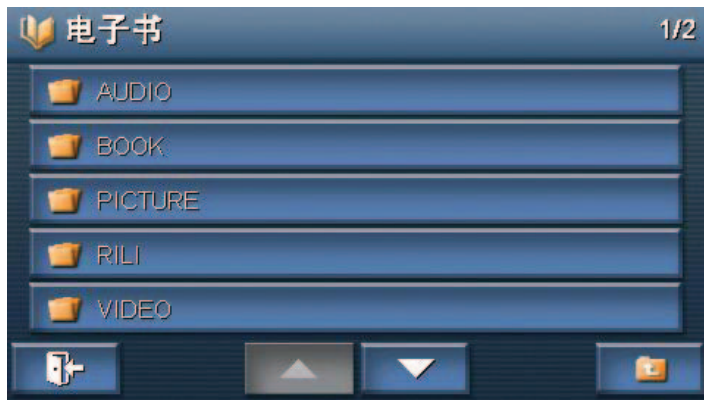 电子书
1/2
AUDIO
BOOK
PICTURE
RILI
VIDEO